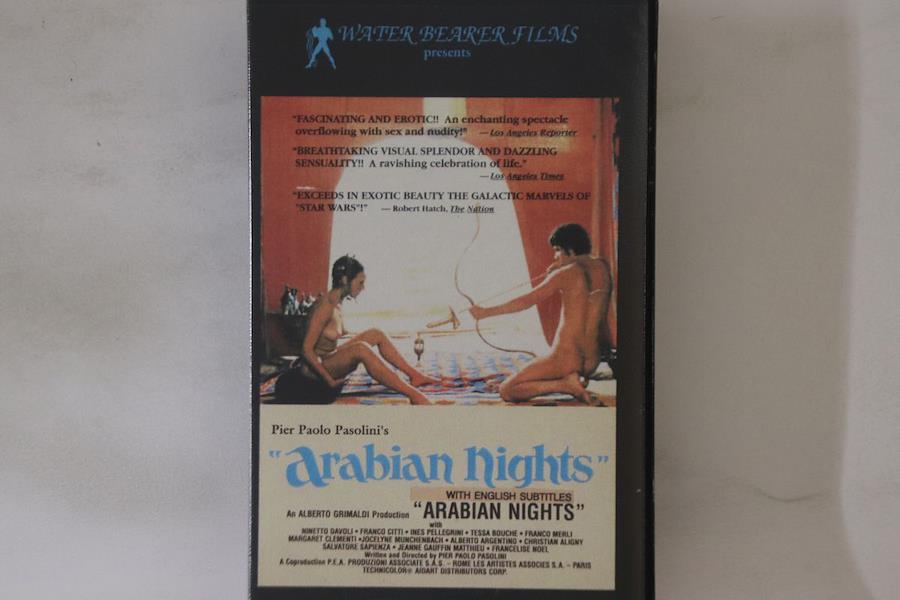 WATER BEARER FILMS
presents
"FASCINATING AND EROTIC!! An enchanting spectacle
overflowing with sex and nudity!" — Los Angeles Reporter
"BREATHTAKING VISUAL SPLENDOR AND DAZZLING
SENSUALITY!! A ravishing celebration of life."
— Los Angeles Times
"EXCEEDS IN EXOTIC BEAUTY THE GALACTIC MARVELS OF
"STAR WARS"!" — Robert Hatch, The Nation
Pier Paolo Pasolini's
"Arabian Nights"
WITH ENGLISH SUBTITLES
An ALBERTO GRIMALDI Production "ARABIAN NIGHTS"
with
NINETTO DAVOLI • FRANCO CITTI • INES PELLEGRINI • TESSA BOUCHE • FRANCO MERLI
MARGARET CLEMENTI • JOCELYNE MUNCHENBACH • ALBERTO ARGENTINO • CHRISTIAN ALIGNY
SALVATORE SAPIENZA • JEANNE GAUFFIN MATTHIEU • FRANCELISE NOEL
Written and Directed by PIER PAOLO PASOLINI
A Coproduction P.E.A. PRODUZIONI ASSOCIATE S.A.S. – ROME LES ARTISTES ASSOCIES S.A. – PARIS
TECHNICOLOR® AIDART DISTRIBUTORS CORP.